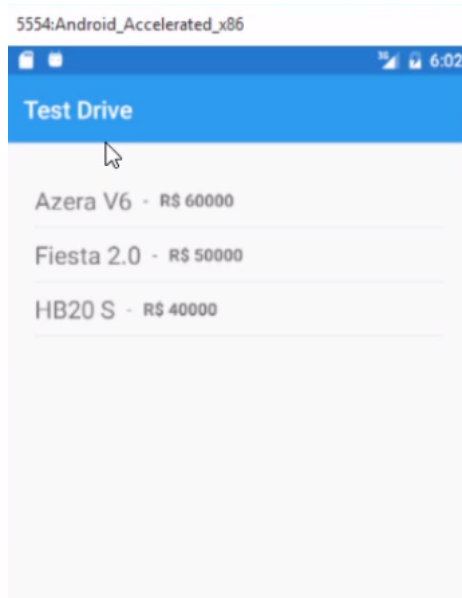 5554:Android_Accelerated_x86
6:02
Test Drive
Azera V6 - R$ 60000
Fiesta 2.0 - R$ 50000
HB20 S - R$ 40000